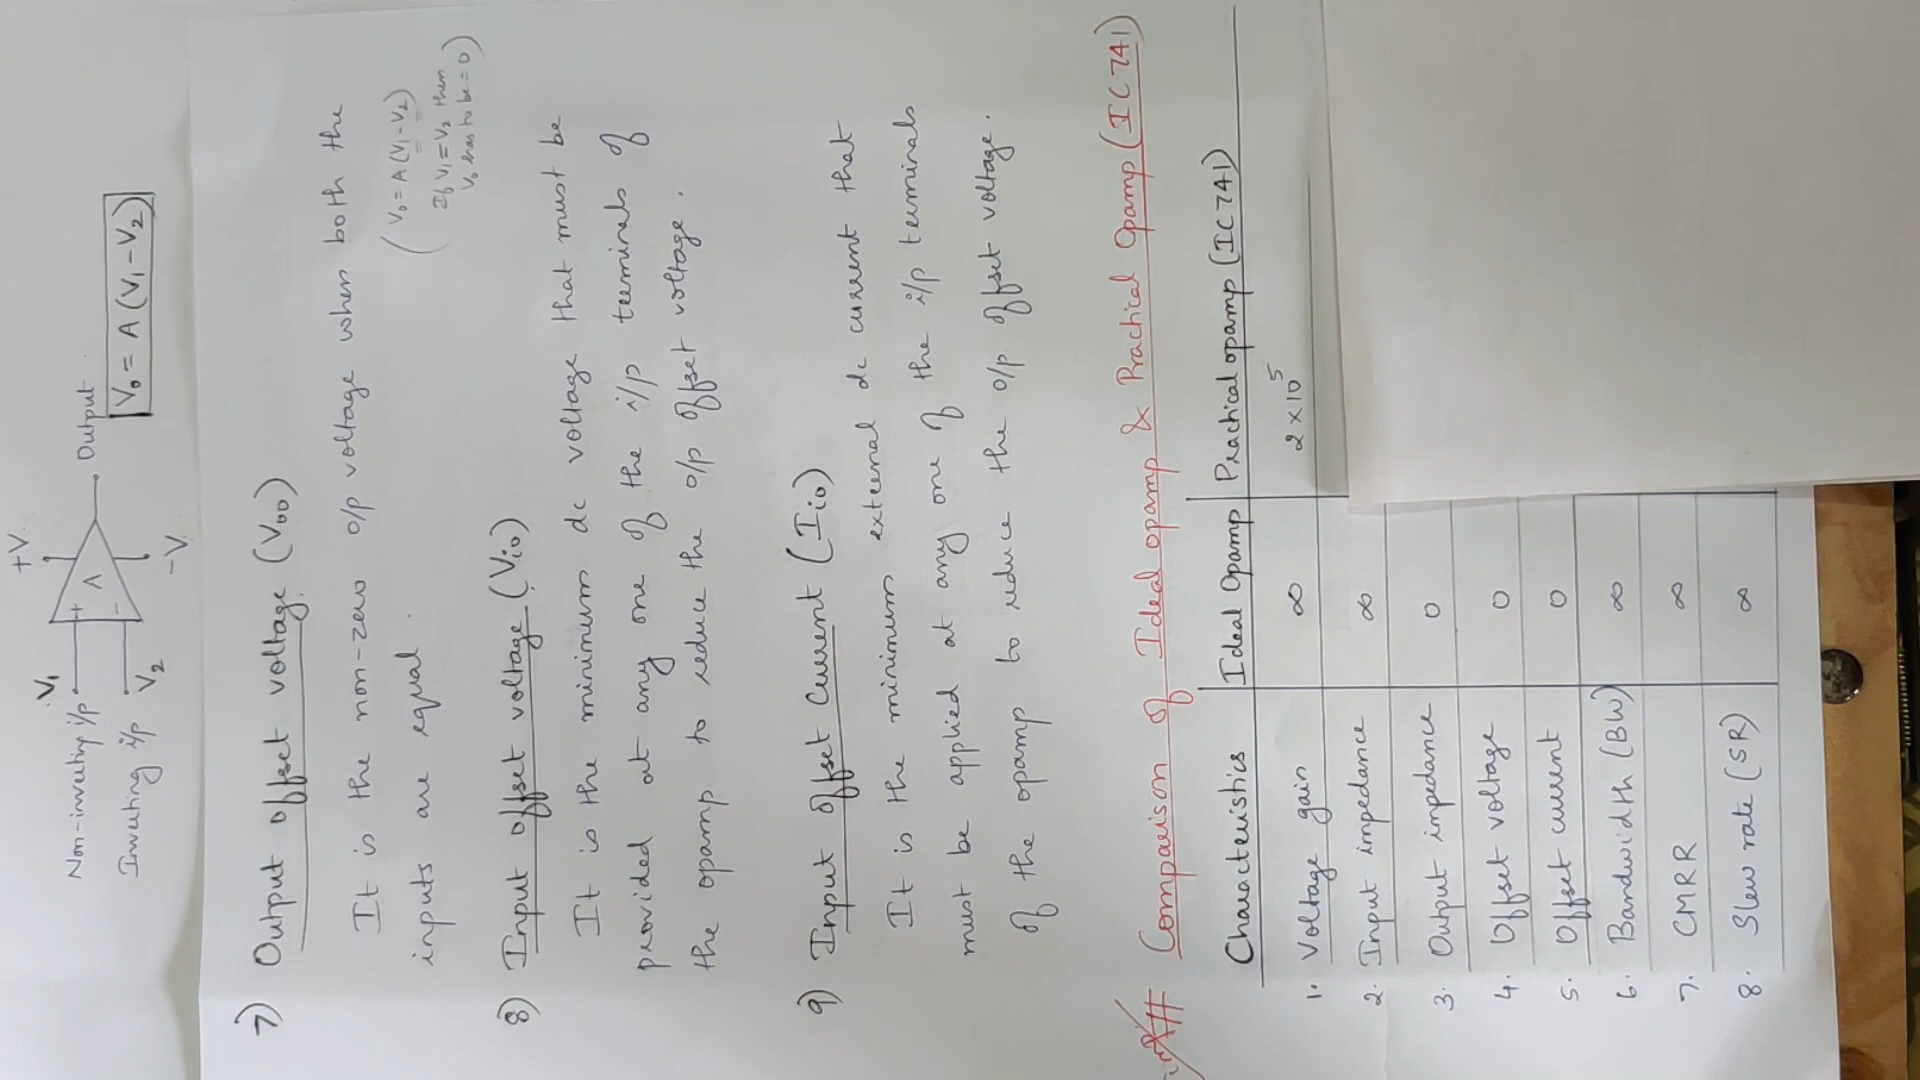 +V
V1
Non-inverting i/p
+
A
-
Output
Inverting i/p
V2
-V
V0 = A (V1 - V2)
7) Output offset voltage (V00)
It is the non-zero o/p voltage when both the
inputs are equal.
(V0 = A (V1 - V2)
If V1 = V2 then
V0 has to be = 0)
8) Input offset voltage (Vi0)
It is the minimum dc voltage that must be
provided at any one of the i/p terminals of
the opamp to reduce the o/p offset voltage.
9) Input offset Current (Ii0)
It is the minimum external dc current that
must be applied at any one of the i/p terminals
of the opamp to reduce the o/p offset voltage.
Comparison of Ideal opamp & Practical Opamp (IC 741)
Characteristics Ideal Opamp Practical opamp (IC 741)
1. Voltage gain ∞ 2 x 10^5
2. Input impedance ∞
3. Output impedance 0
4. Offset voltage 0
5. Offset current 0
6. Bandwidth (BW) ∞
7. CMRR ∞
8. Slew rate (SR) ∞